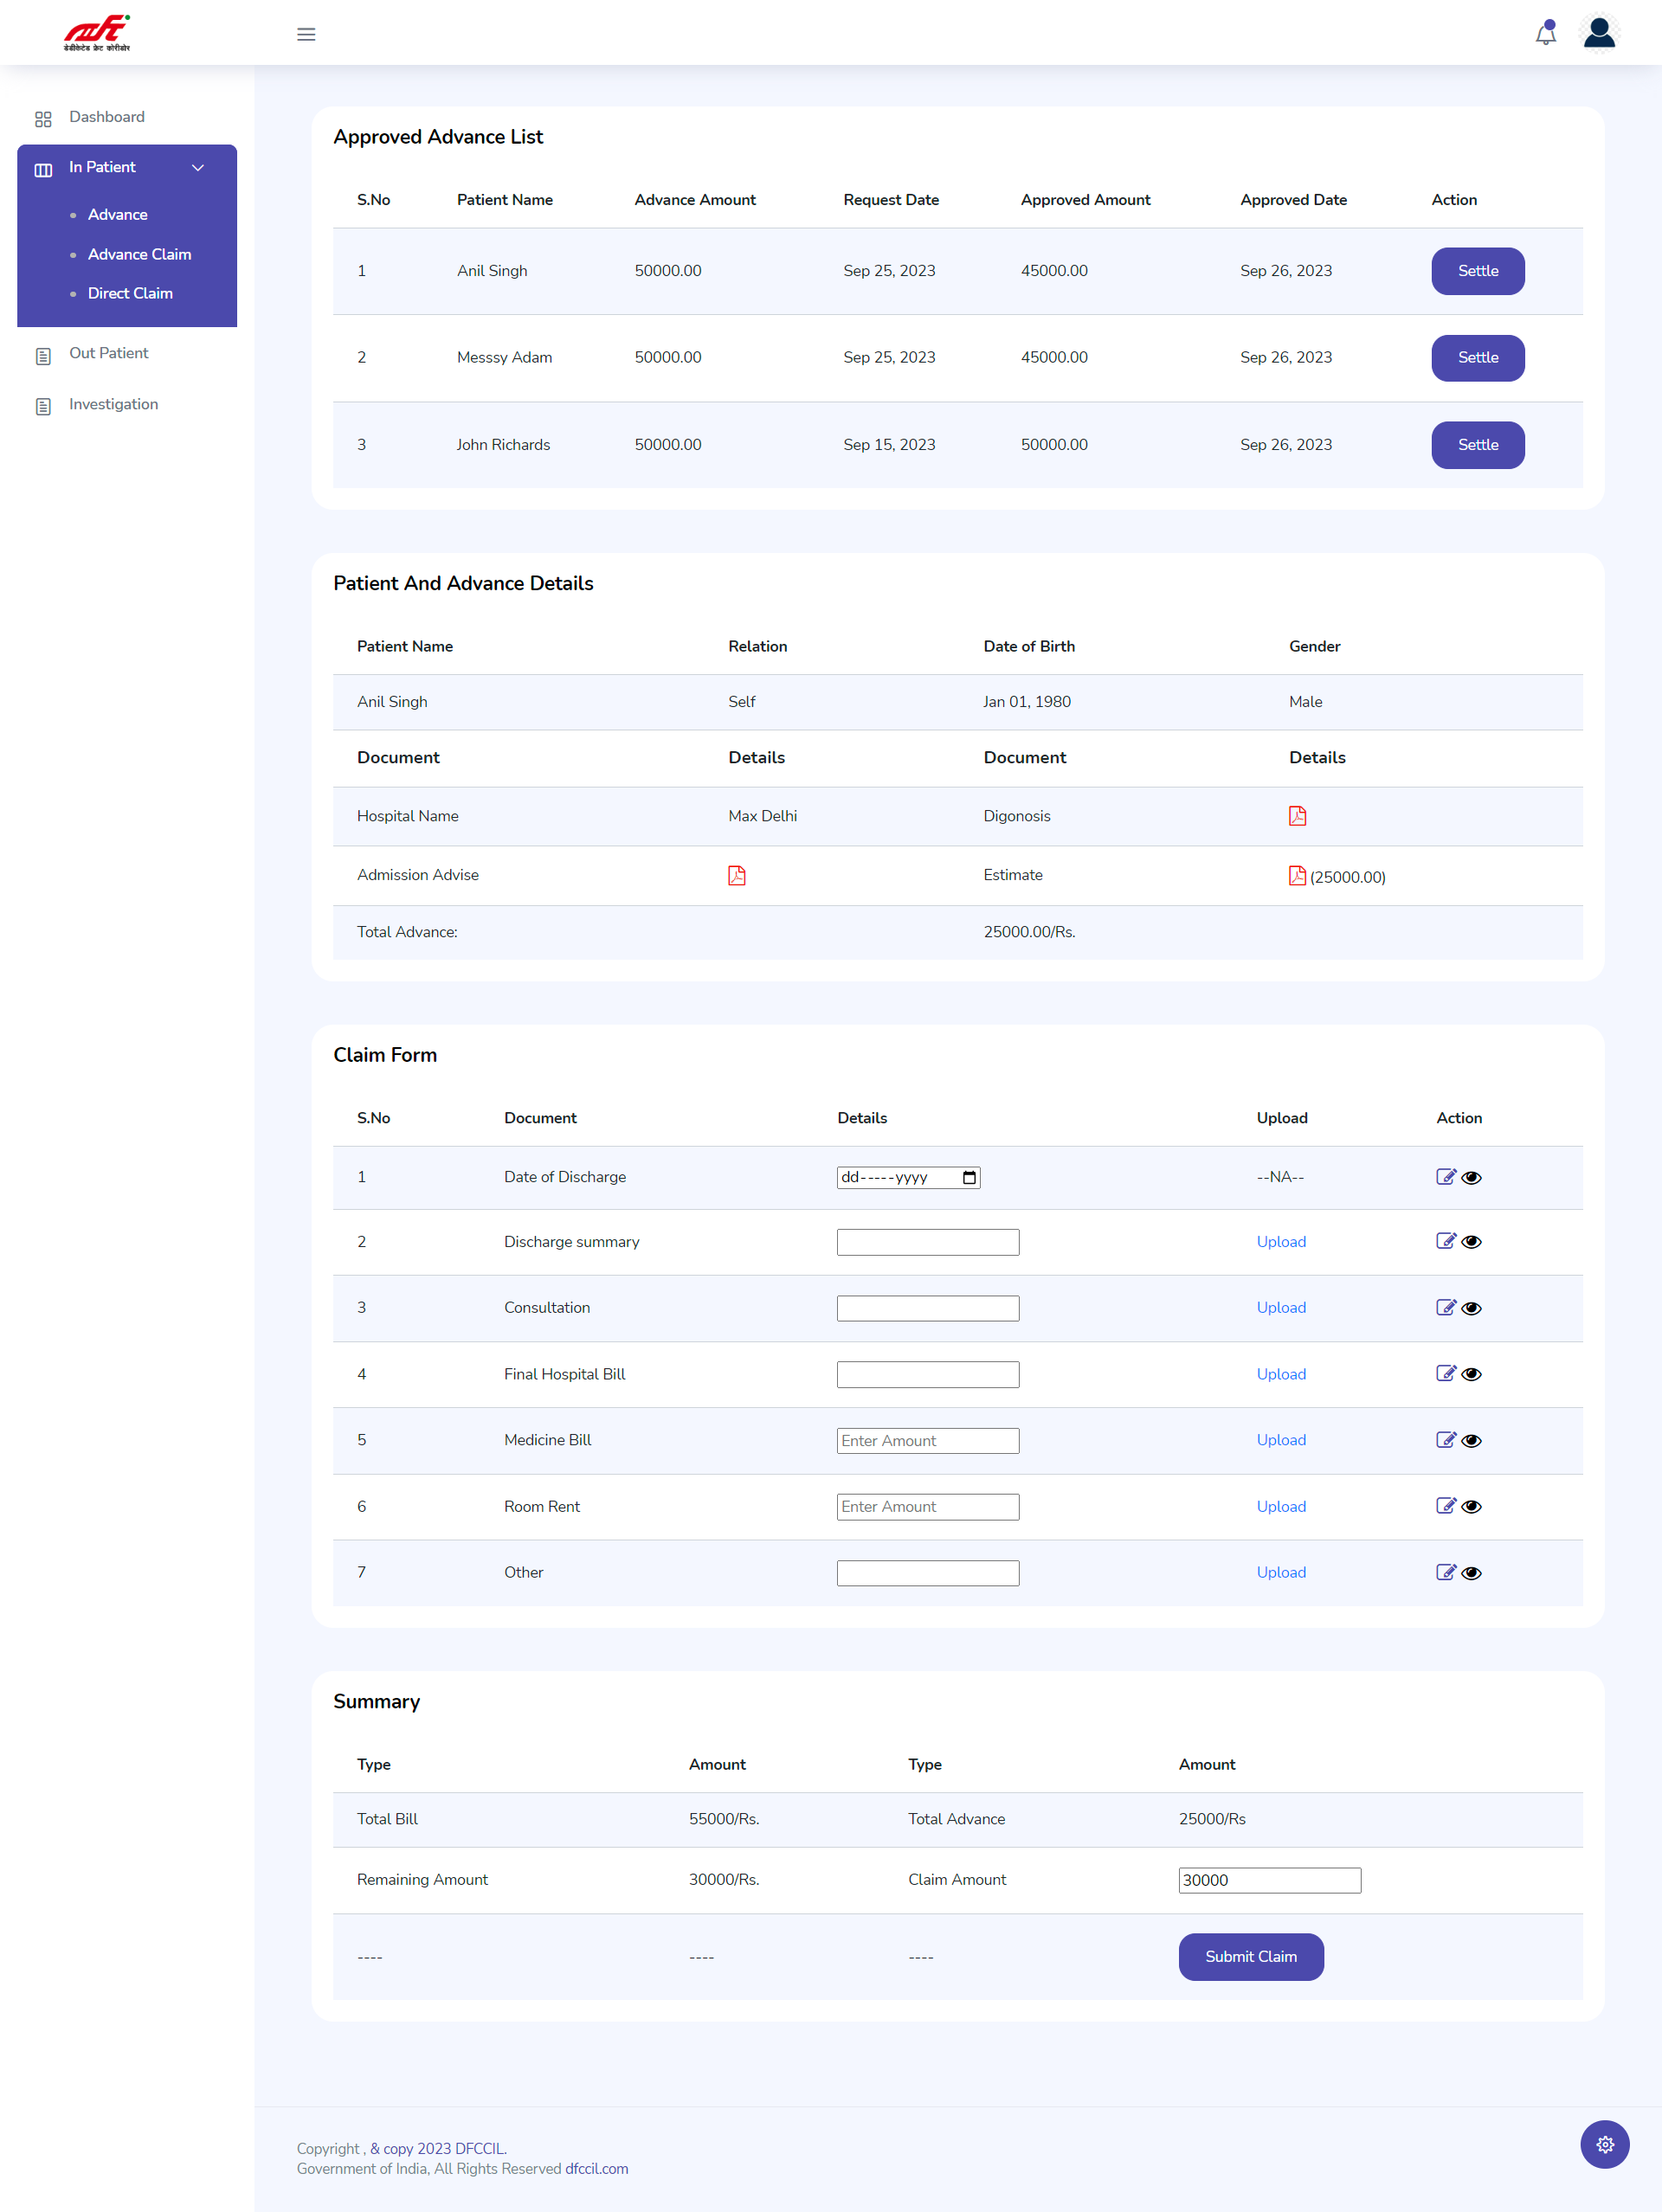 डेडीकेटेड फ्रेट कोरीडोर
Dashboard
In Patient
Advance
Advance Claim
Direct Claim
Out Patient
Investigation
Approved Advance List
S.No Patient Name Advance Amount Request Date Approved Amount Approved Date Action
1 Anil Singh 50000.00 Sep 25, 2023 45000.00 Sep 26, 2023 Settle
2 Messsy Adam 50000.00 Sep 25, 2023 45000.00 Sep 26, 2023 Settle
3 John Richards 50000.00 Sep 15, 2023 50000.00 Sep 26, 2023 Settle
Patient And Advance Details
Patient Name Relation Date of Birth Gender
Anil Singh Self Jan 01, 1980 Male
Document Details Document Details
Hospital Name Max Delhi Digonosis
Admission Advise Estimate (25000.00)
Total Advance: 25000.00/Rs.
Claim Form
S.No Document Details Upload Action
1 Date of Discharge dd-----yyyy --NA--
2 Discharge summary Upload
3 Consultation Upload
4 Final Hospital Bill Upload
5 Medicine Bill Enter Amount Upload
6 Room Rent Enter Amount Upload
7 Other Upload
Summary
Type Amount Type Amount
Total Bill 55000/Rs. Total Advance 25000/Rs
Remaining Amount 30000/Rs. Claim Amount 30000
---- ---- ---- Submit Claim
Copyright , & copy 2023 DFCCIL.
Government of India, All Rights Reserved dfccil.com